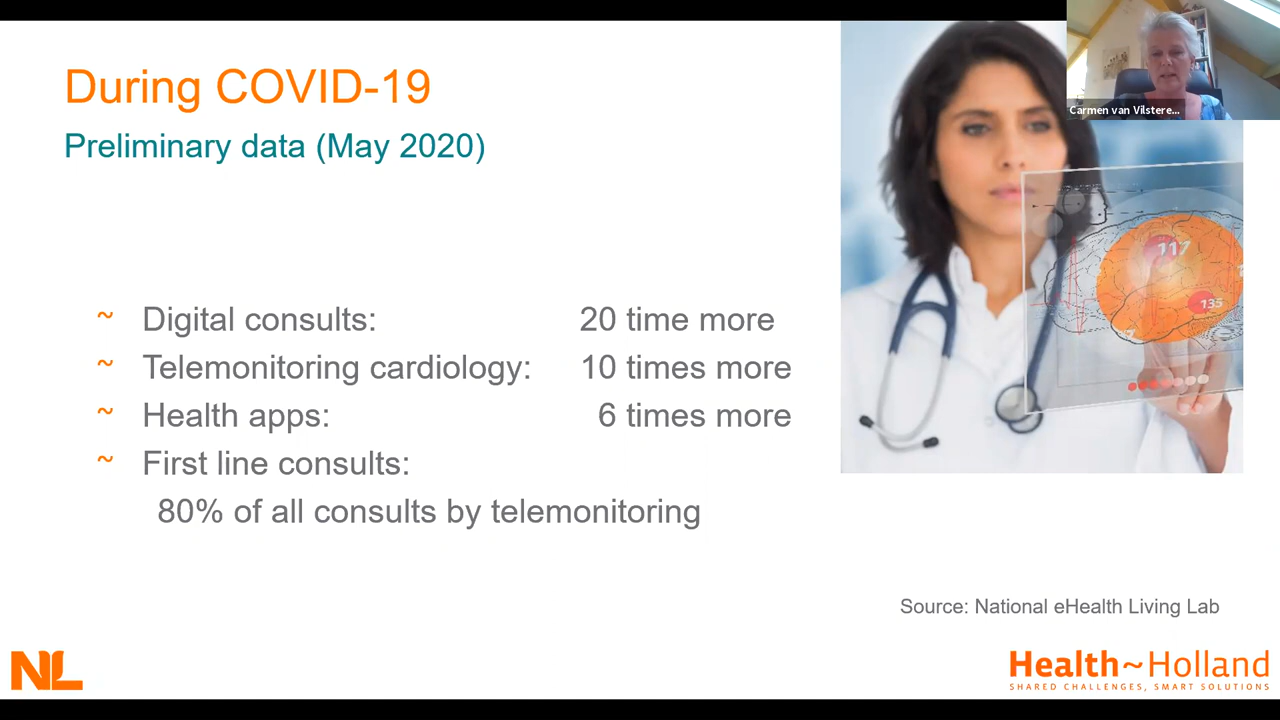 During COVID-19
Preliminary data (May 2020)
Carmen van Vilstere...
117
135
~ Digital consults: 20 time more
~ Telemonitoring cardiology: 10 times more
~ Health apps: 6 times more
~ First line consults:
80% of all consults by telemonitoring
Source: National eHealth Living Lab
NL
Health~Holland
SHARED CHALLENGES, SMART SOLUTIONS